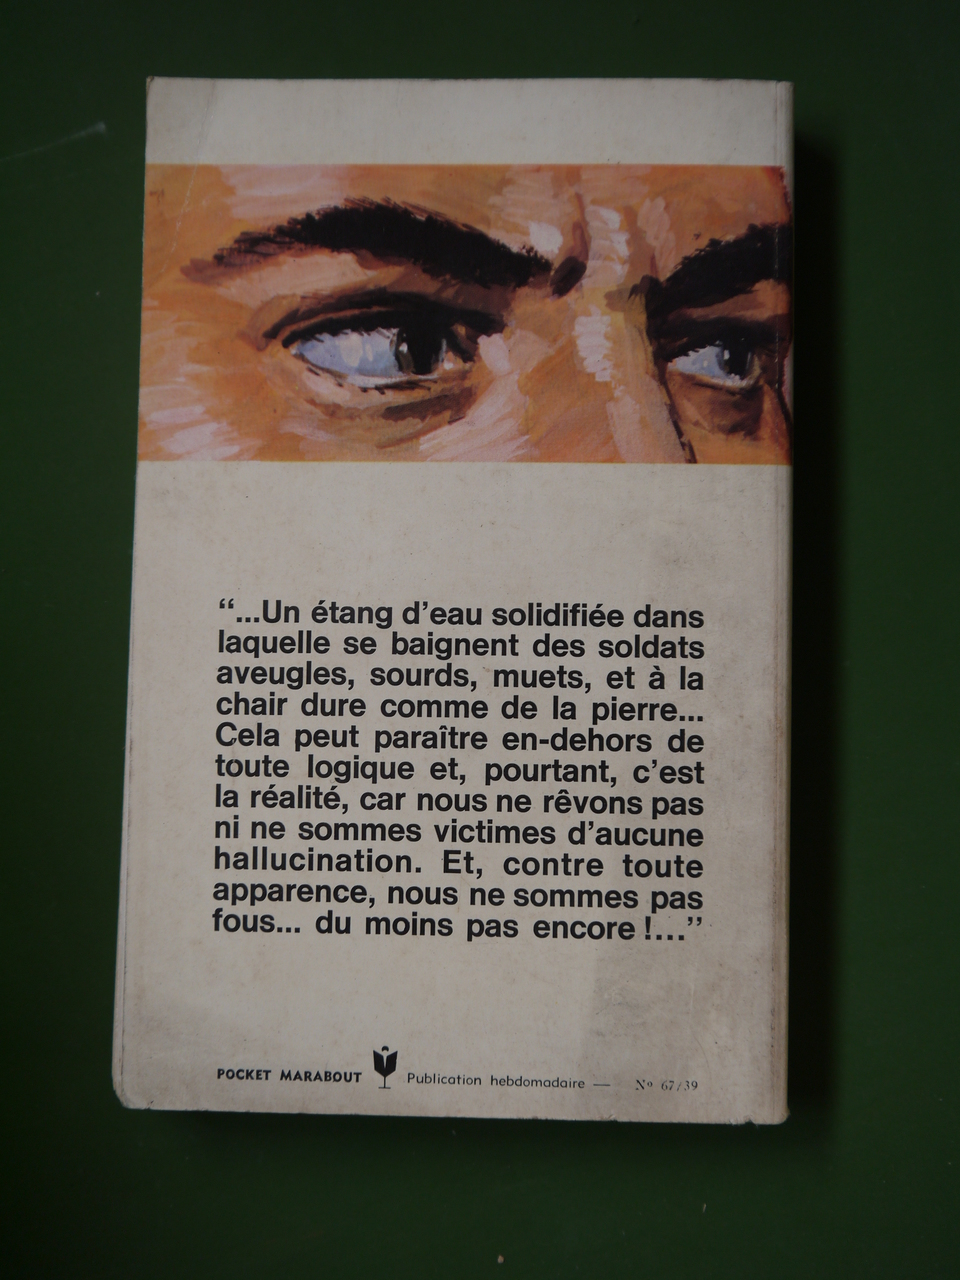 “...Un étang d’eau solidifiée dans
laquelle se baignent des soldats
aveugles, sourds, muets, et à la
chair dure comme de la pierre...
Cela peut paraître en-dehors de
toute logique et, pourtant, c’est
la réalité, car nous ne rêvons pas
ni ne sommes victimes d’aucune
hallucination. Et, contre toute
apparence, nous ne sommes pas
fous... du moins pas encore !...”
POCKET MARABOUT Publication hebdomadaire — Nº 67/39